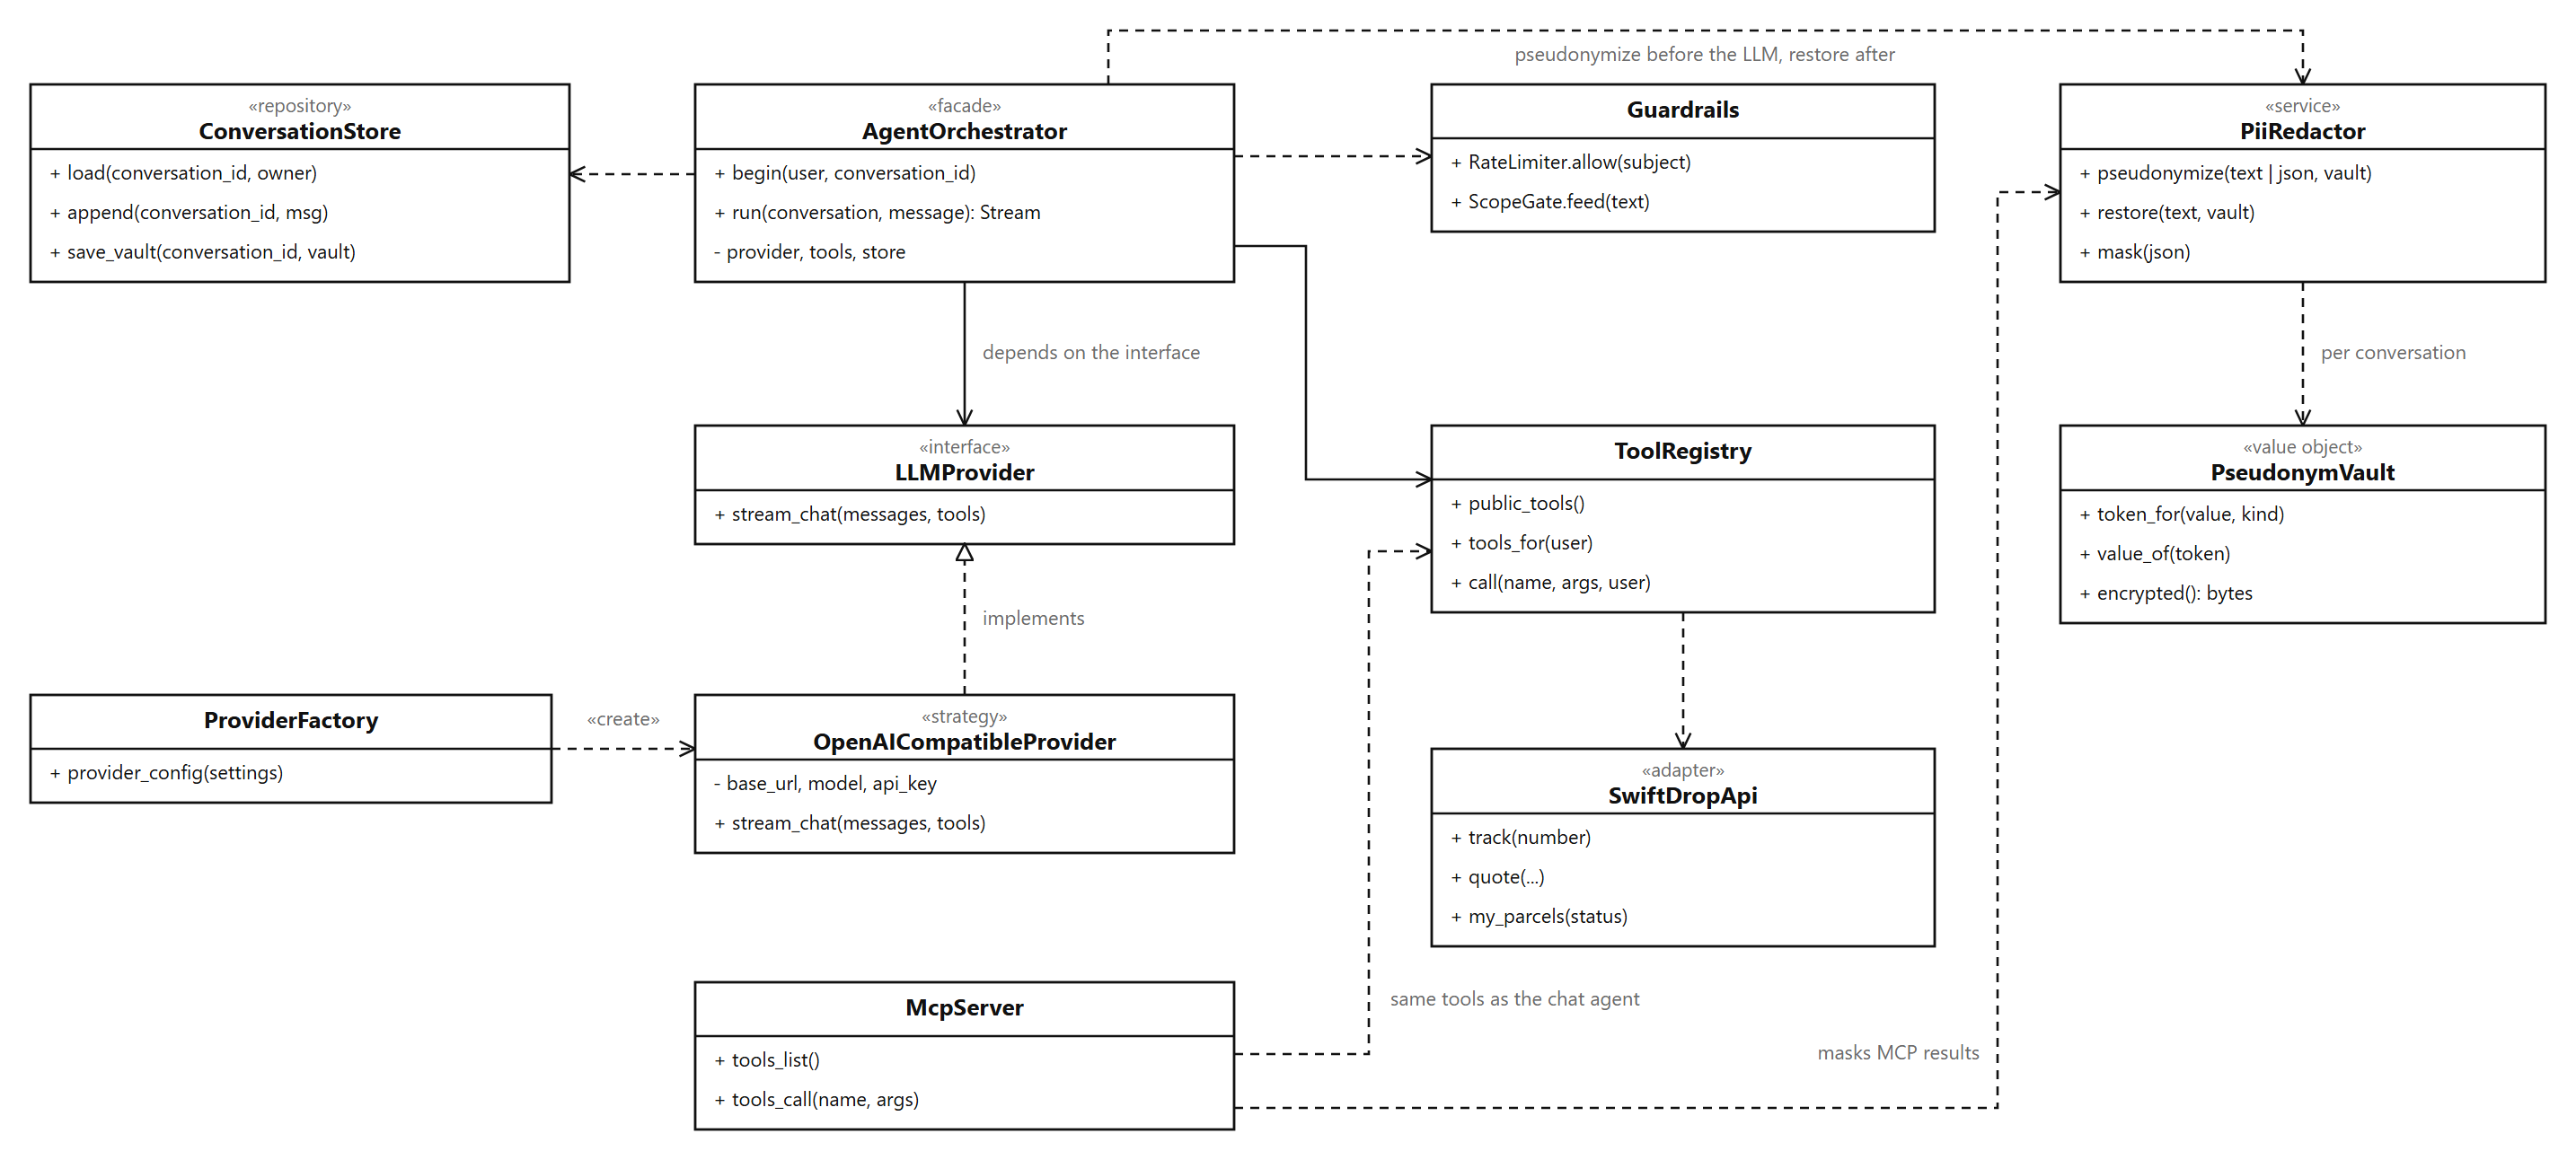 pseudonymize before the LLM, restore after
«repository»
ConversationStore
+ load(conversation_id, owner)
+ append(conversation_id, msg)
+ save_vault(conversation_id, vault)
«facade»
AgentOrchestrator
+ begin(user, conversation_id)
+ run(conversation, message): Stream
- provider, tools, store
Guardrails
+ RateLimiter.allow(subject)
+ ScopeGate.feed(text)
«service»
PiiRedactor
+ pseudonymize(text | json, vault)
+ restore(text, vault)
+ mask(json)
depends on the interface
per conversation
«interface»
LLMProvider
+ stream_chat(messages, tools)
ToolRegistry
+ public_tools()
+ tools_for(user)
+ call(name, args, user)
«value object»
PseudonymVault
+ token_for(value, kind)
+ value_of(token)
+ encrypted(): bytes
implements
ProviderFactory
+ provider_config(settings)
«create»
«strategy»
OpenAICompatibleProvider
- base_url, model, api_key
+ stream_chat(messages, tools)
«adapter»
SwiftDropApi
+ track(number)
+ quote(...)
+ my_parcels(status)
McpServer
+ tools_list()
+ tools_call(name, args)
same tools as the chat agent
masks MCP results